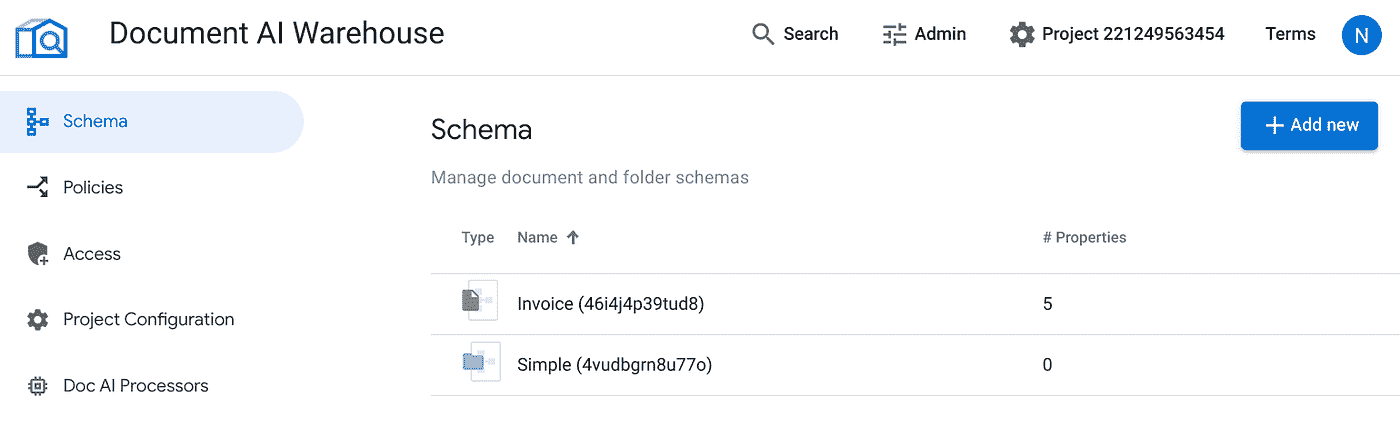 Document AI Warehouse
Search
Admin
Project 221249563454
Terms
N
Schema
Policies
Access
Project Configuration
Doc AI Processors
Schema
Add new
Manage document and folder schemas
Type Name # Properties
Invoice (46i4j4p39tud8) 5
Simple (4vudbgrn8u77o) 0